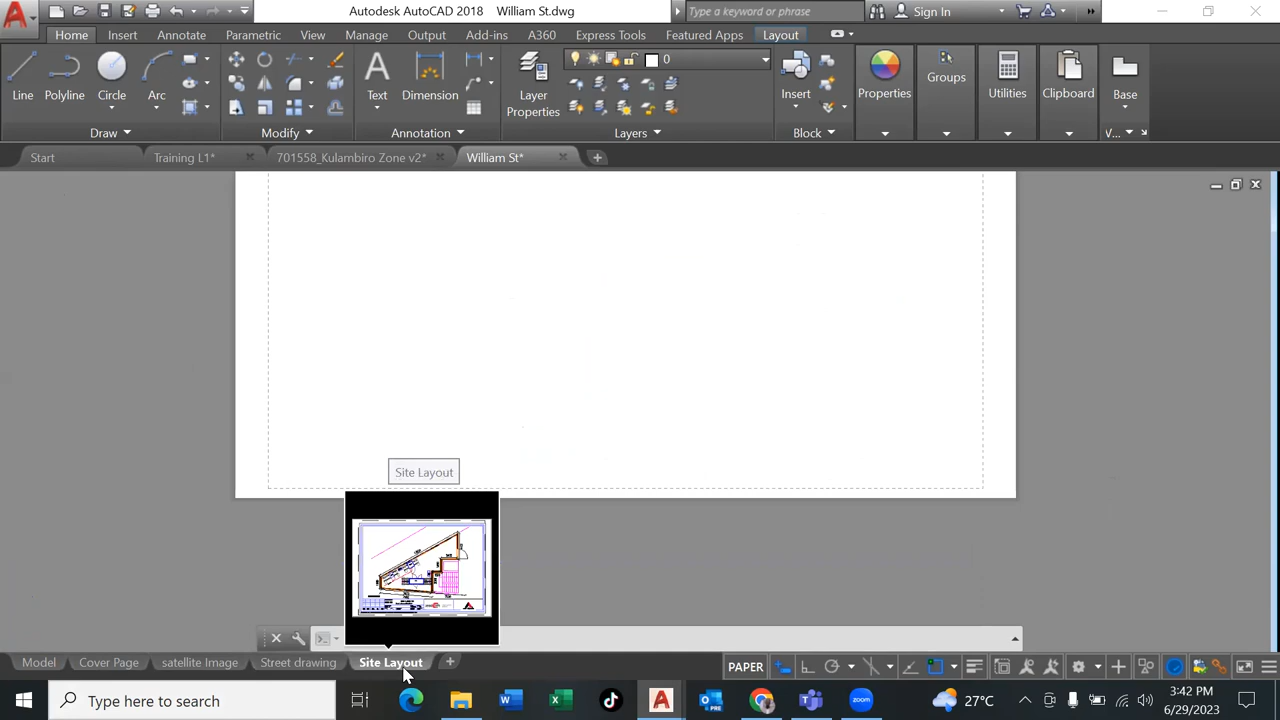 Autodesk AutoCAD 2018 William St.dwg
Type a keyword or phrase
Sign In
Home Insert Annotate Parametric View Manage Output Add-ins A360 Express Tools Featured Apps Layout
0
Line Polyline Circle Arc
Text Dimension
Layer
Properties
Insert
Properties
Groups
Utilities
Clipboard
Base
Draw Modify Annotation Layers Block V...
Start Training L1* 701558_Kulambiro Zone v2* William St*
Site Layout
Model Cover Page satellite Image Street drawing Site Layout
PAPER
Type here to search
27°C
3:42 PM
6/29/2023